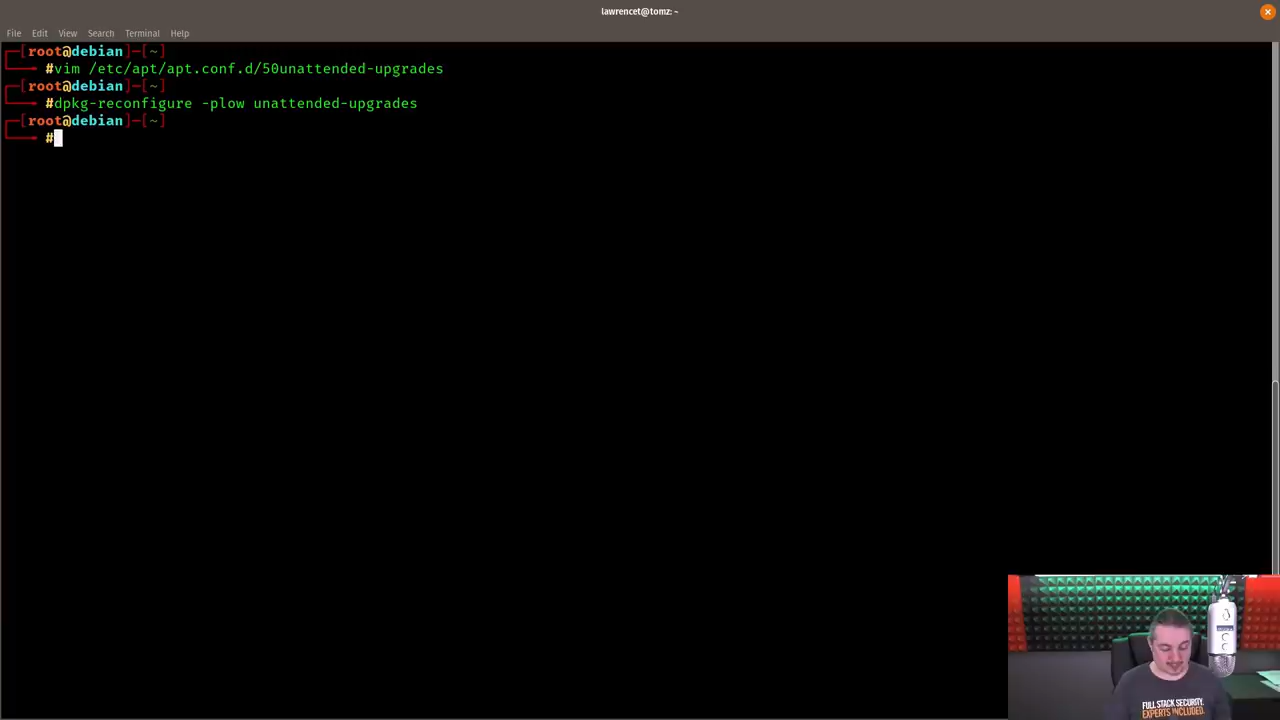 lawrencet@tomz: ~
File Edit View Search Terminal Help
┌─[root@debian]─[~]
└──╼ #vim /etc/apt/apt.conf.d/50unattended-upgrades
┌─[root@debian]─[~]
└──╼ #dpkg-reconfigure -plow unattended-upgrades
┌─[root@debian]─[~]
└──╼ #
FULL STACK SECURITY.
EXPERTS INCLUDED.